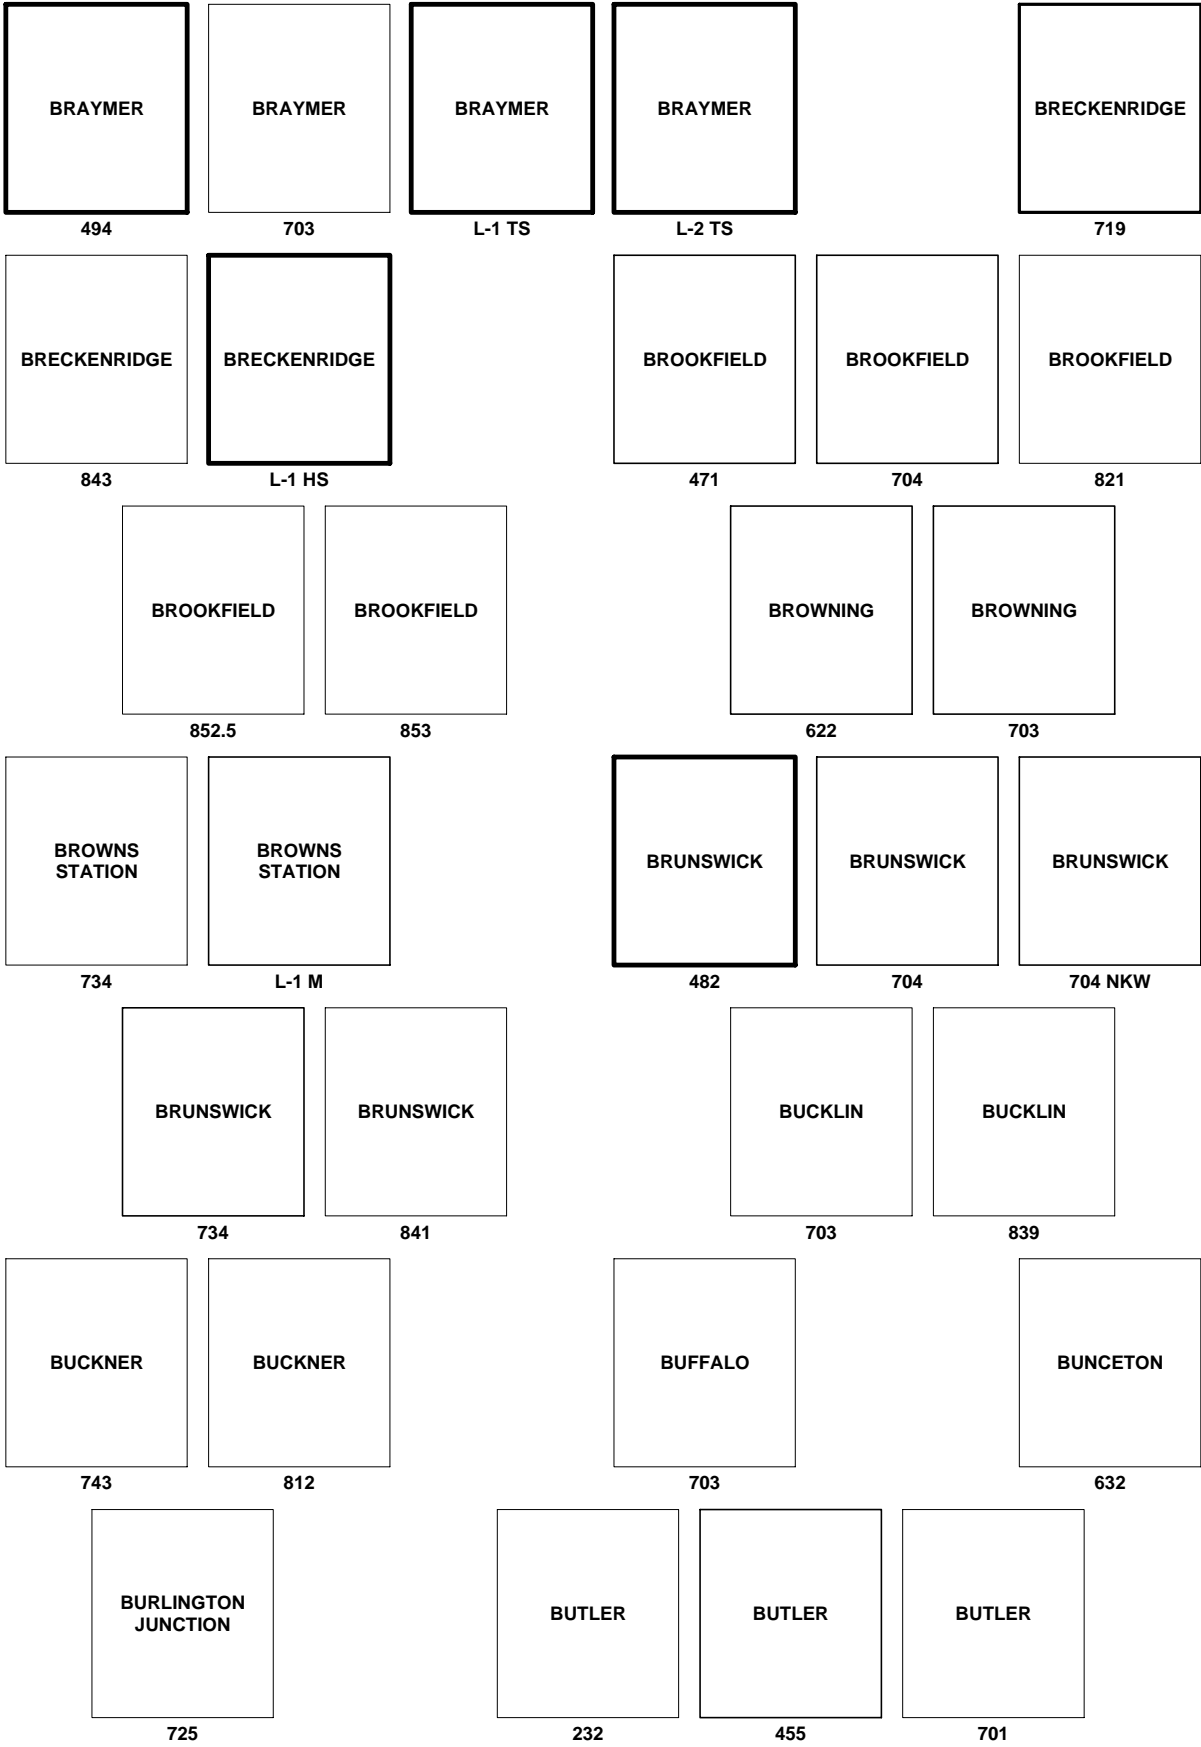 BRAYMER BRAYMER BRAYMER BRAYMER BRECKENRIDGE
494 703 L-1 TS L-2 TS 719
BRECKENRIDGE BRECKENRIDGE BROOKFIELD BROOKFIELD BROOKFIELD
843 L-1 HS 471 704 821
BROOKFIELD BROOKFIELD BROWNING BROWNING
852.5 853 622 703
BROWNS
STATION
BROWNS
STATION
BRUNSWICK BRUNSWICK BRUNSWICK
734 L-1 M 482 704 704 NKW
BRUNSWICK BRUNSWICK BUCKLIN BUCKLIN
734 841 703 839
BUCKNER BUCKNER BUFFALO BUNCETON
743 812 703 632
BURLINGTON
JUNCTION
BUTLER BUTLER BUTLER
725 232 455 701